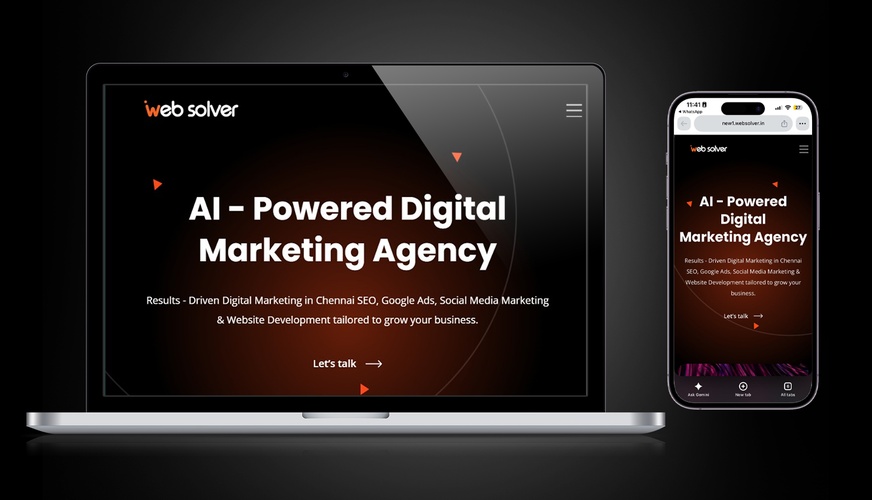 web solver
AI - Powered Digital
Marketing Agency
Results - Driven Digital Marketing in Chennai SEO, Google Ads, Social Media Marketing
& Website Development tailored to grow your business.
Let's talk
11:41
WhatsApp
27
new1.websolver.in
web solver
AI - Powered
Digital
Marketing Agency
Results - Driven Digital Marketing in Chennai
SEO, Google Ads, Social Media Marketing &
Website Development tailored to grow your
business.
Let's talk
Ask Gemini
New tab
All tabs